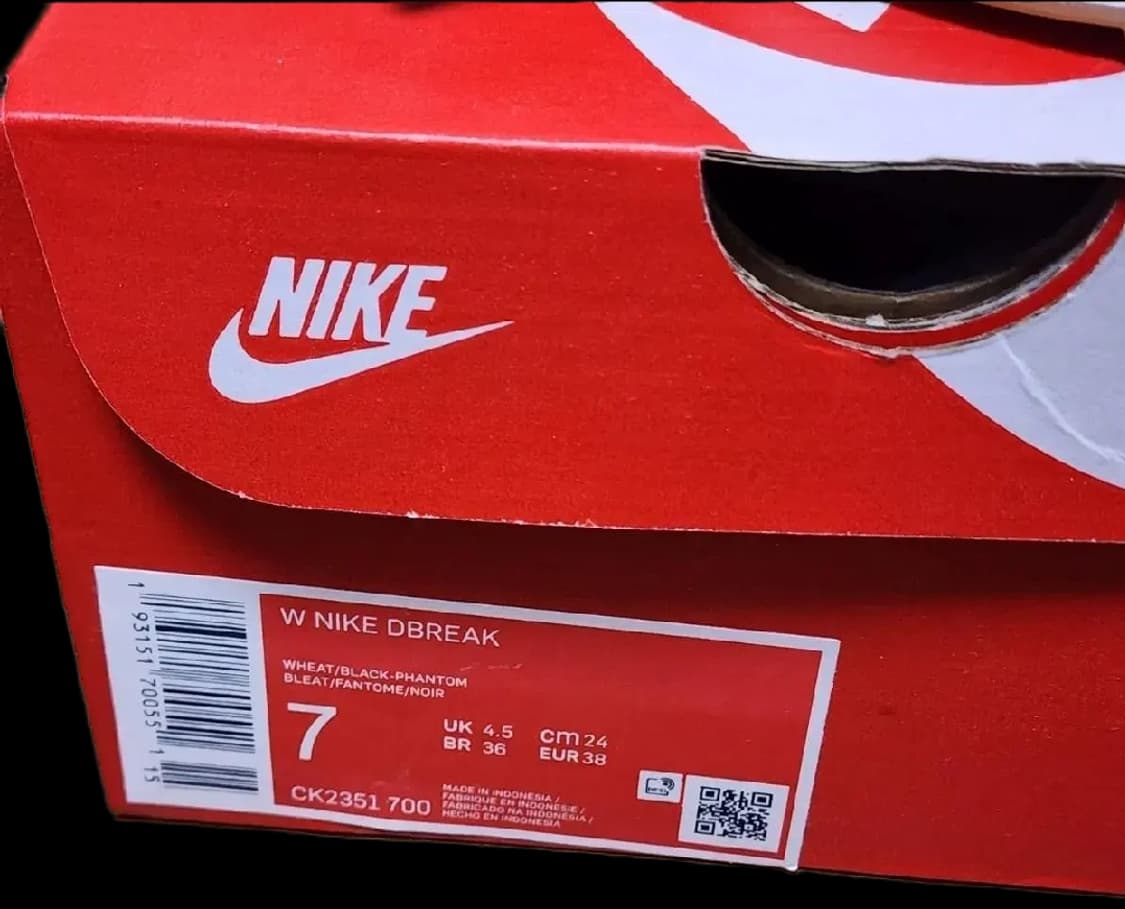 NIKE
W NIKE DBREAK
WHEAT/BLACK-PHANTOM
BLEAT/FANTOME/NOIR
7
UK 4.5 cm 24
BR 36 EUR 38
CK2351 700
MADE IN INDONESIA /
FABRIQUE EN INDONESIE /
FABRICADO NA INDONESIA /
HECHO EN INDONESIA
1 93151 70055 1 15